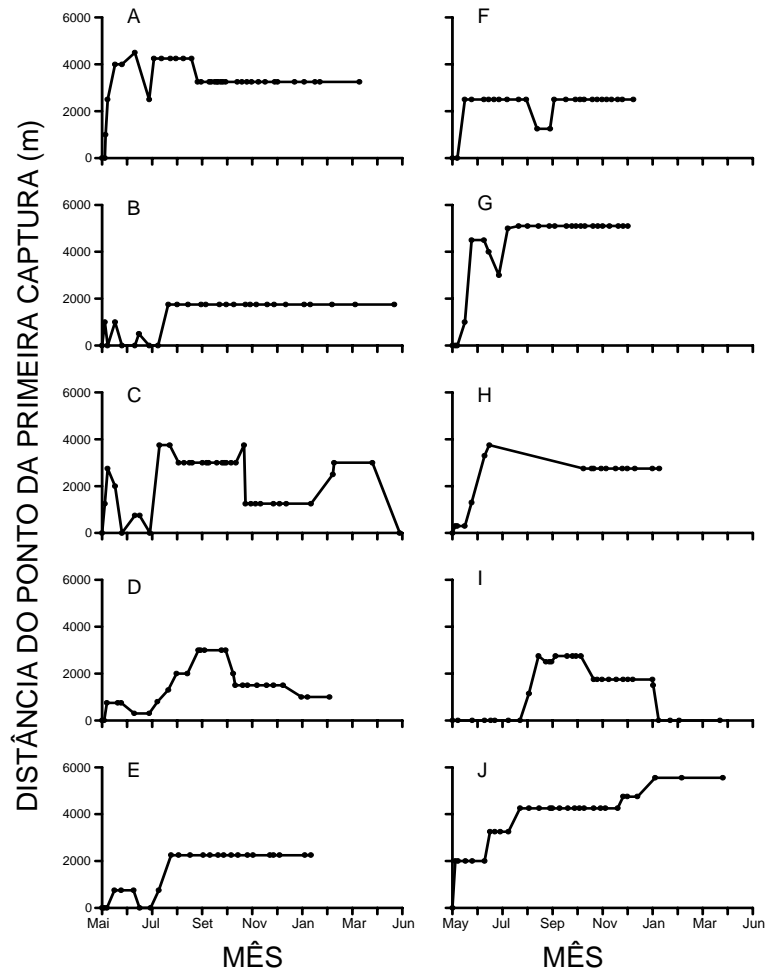 DISTÂNCIA DO PONTO DA PRIMEIRA CAPTURA (m)
A
6000
4000
2000
0
F
B
6000
4000
2000
0
G
C
6000
4000
2000
0
H
D
6000
4000
2000
0
I
E
6000
4000
2000
0
J
Mai Jul Set Nov Jan Mar Jun
May Jul Sep Nov Jan Mar Jun
MÊS
MÊS